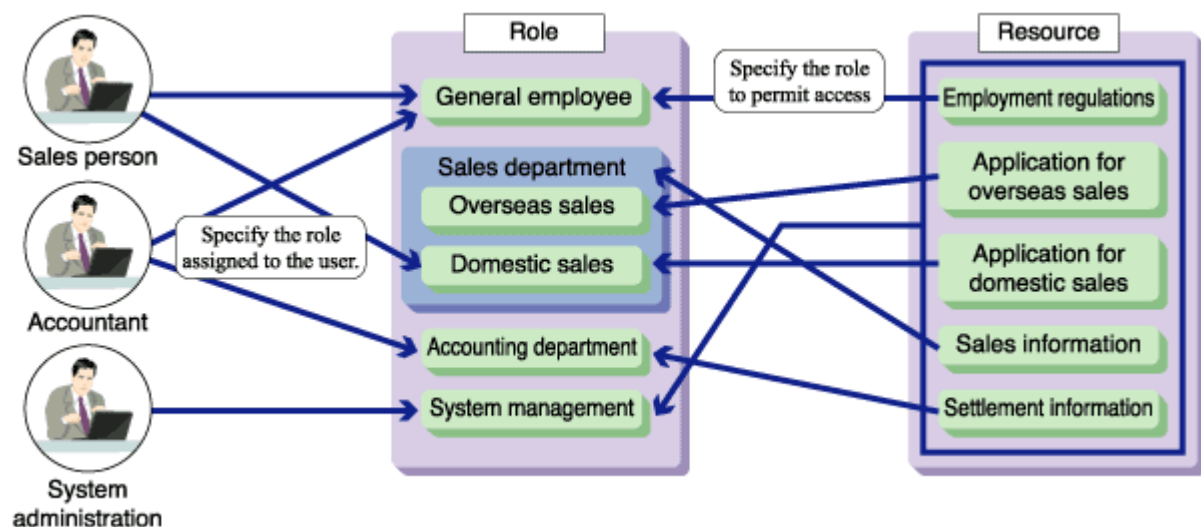 Role
Resource
General employee
Specify the role
to permit access
Employment regulations
Sales person
Sales department
Overseas sales
Domestic sales
Application for
overseas sales
Application for
domestic sales
Specify the role
assigned to the user.
Accountant
Accounting department
Sales information
System management
Settlement information
System
administration